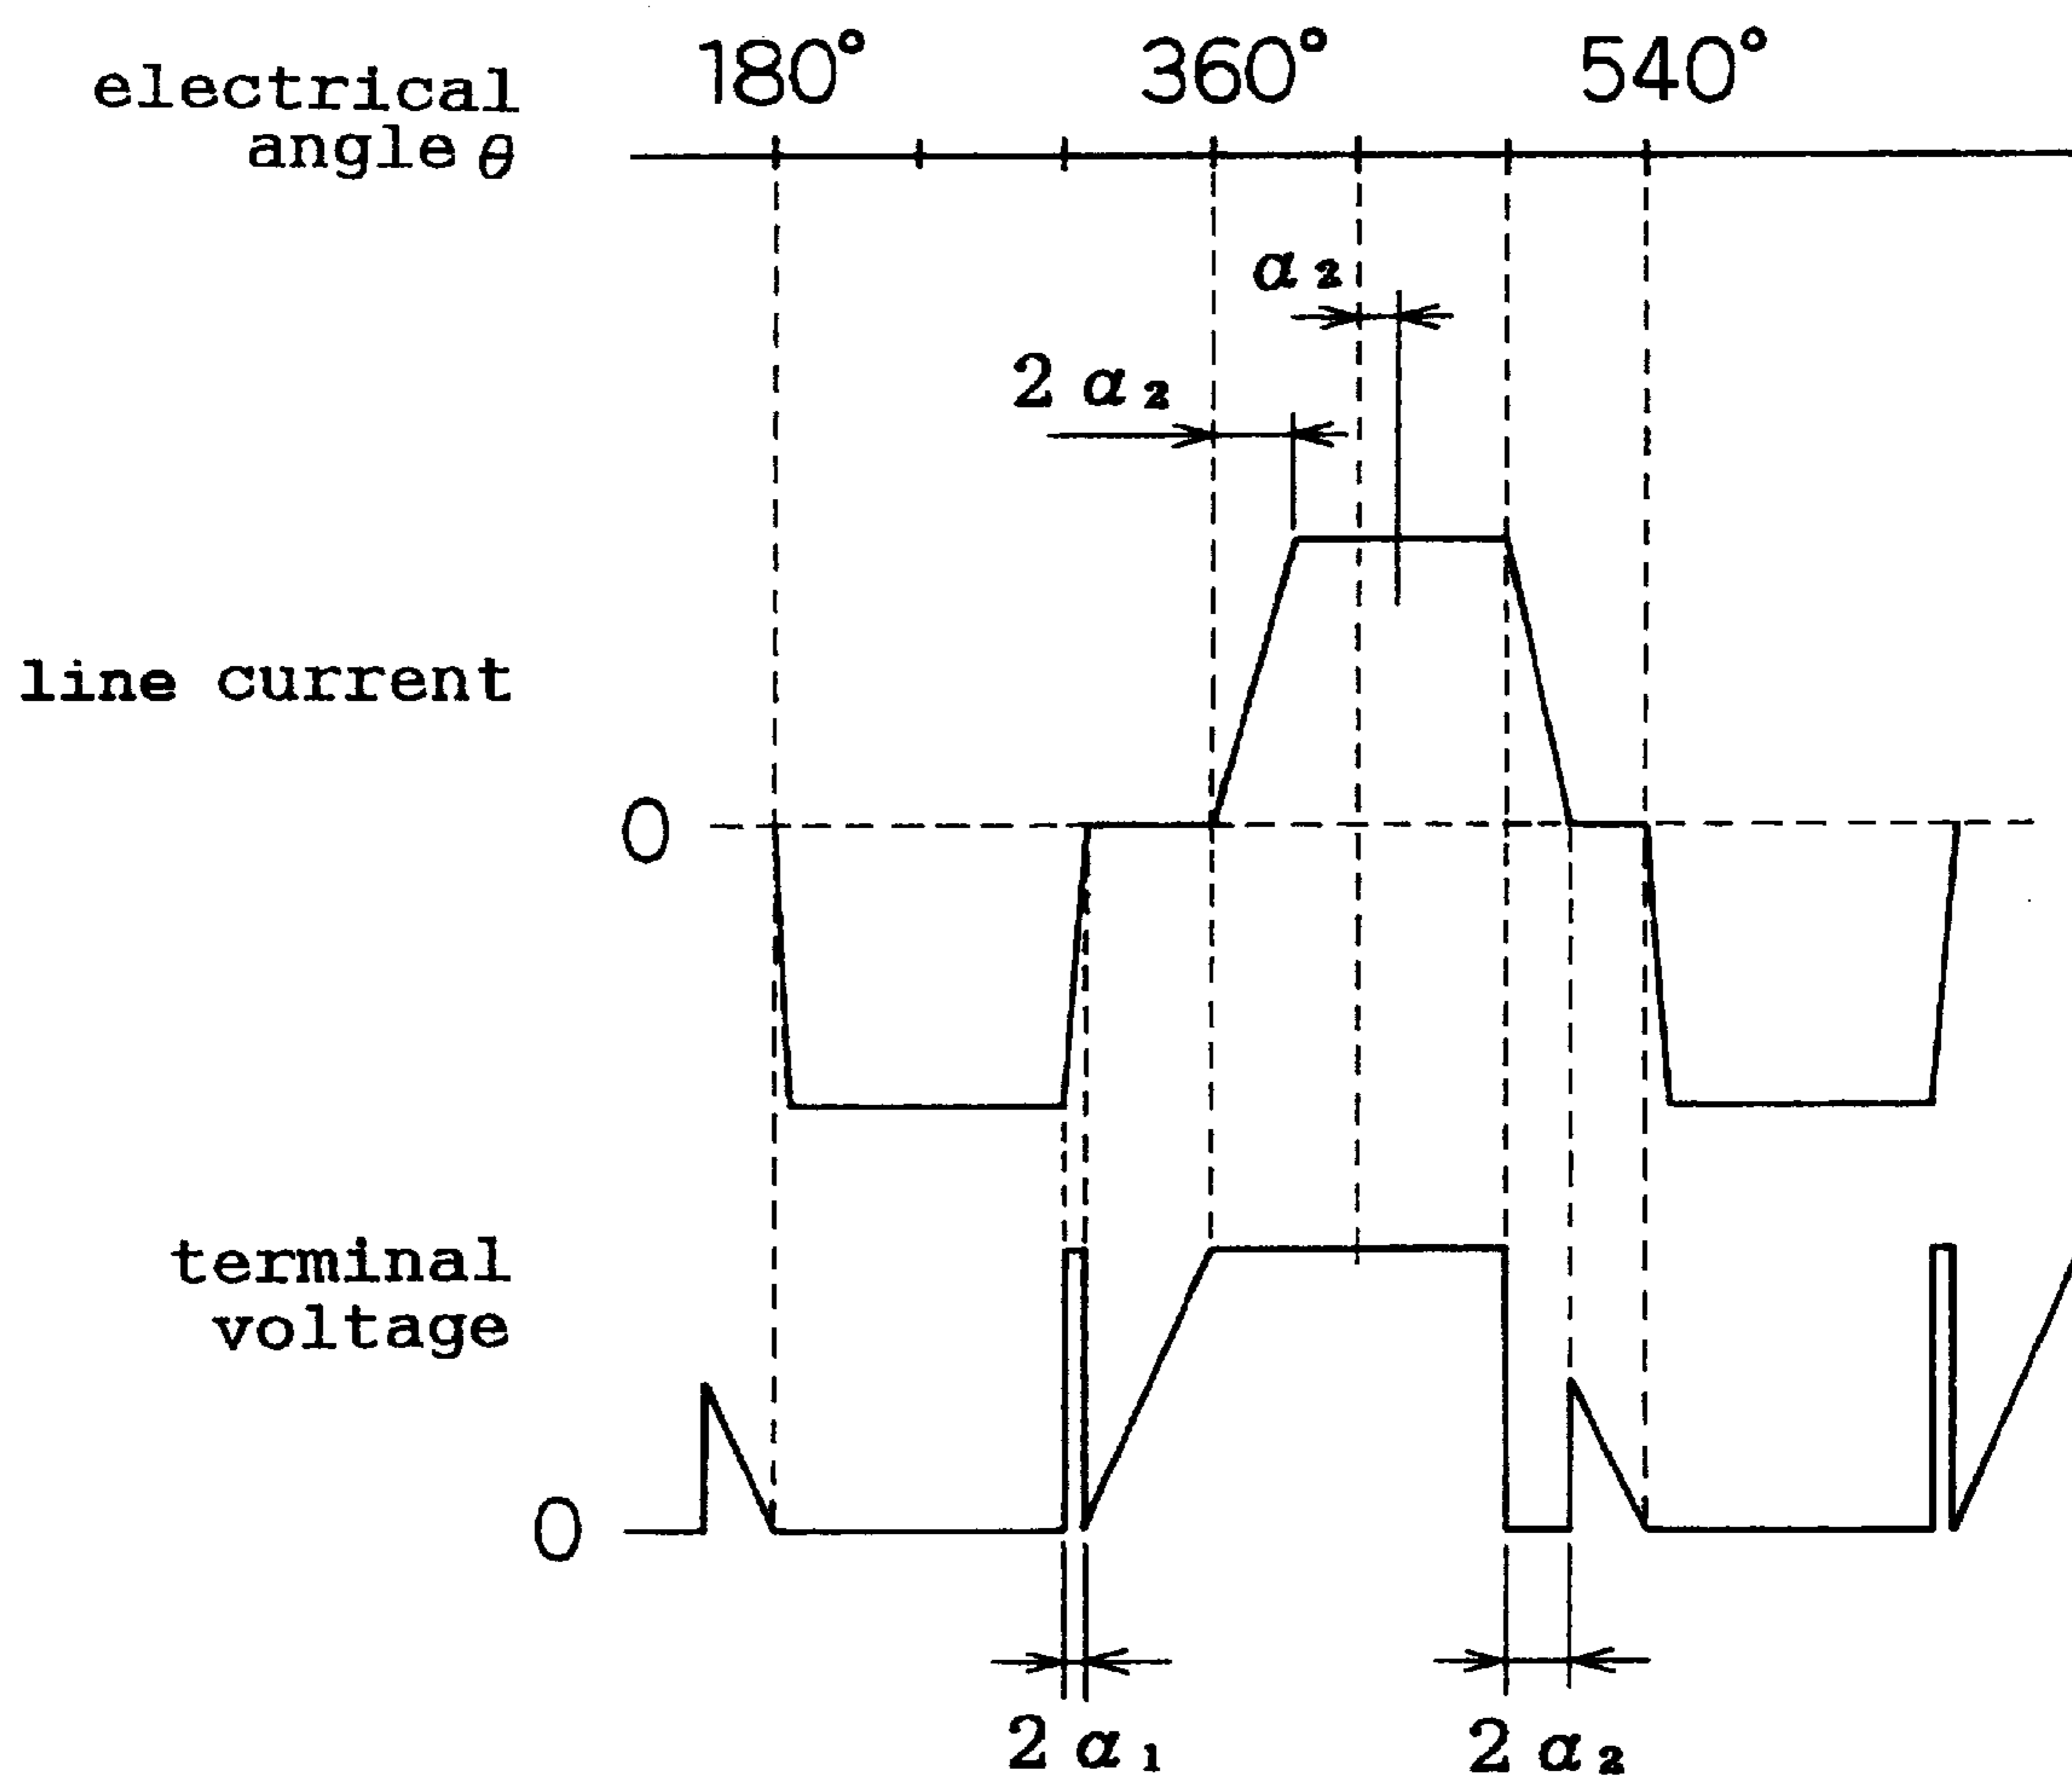 180° 360° 540°
electrical
angle θ
α₂
2 α₂
line current
0
terminal
voltage
0
2 α₁ 2 α₂